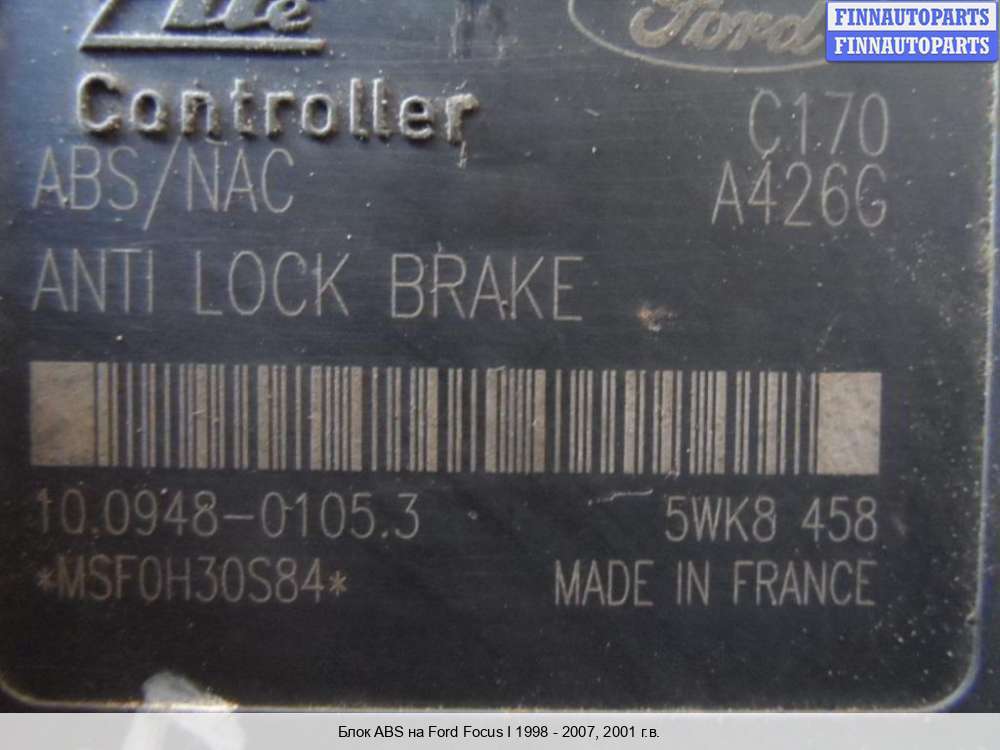 Ate
Ford
FINNAUTOPARTS
FINNAUTOPARTS
Controller
C170
ABS/NAC
A426G
ANTI LOCK BRAKE
10.0948-0105.3
5WK8 458
*MSF0H30S84*
MADE IN FRANCE
Блок ABS на Ford Focus I 1998 - 2007, 2001 г.в.